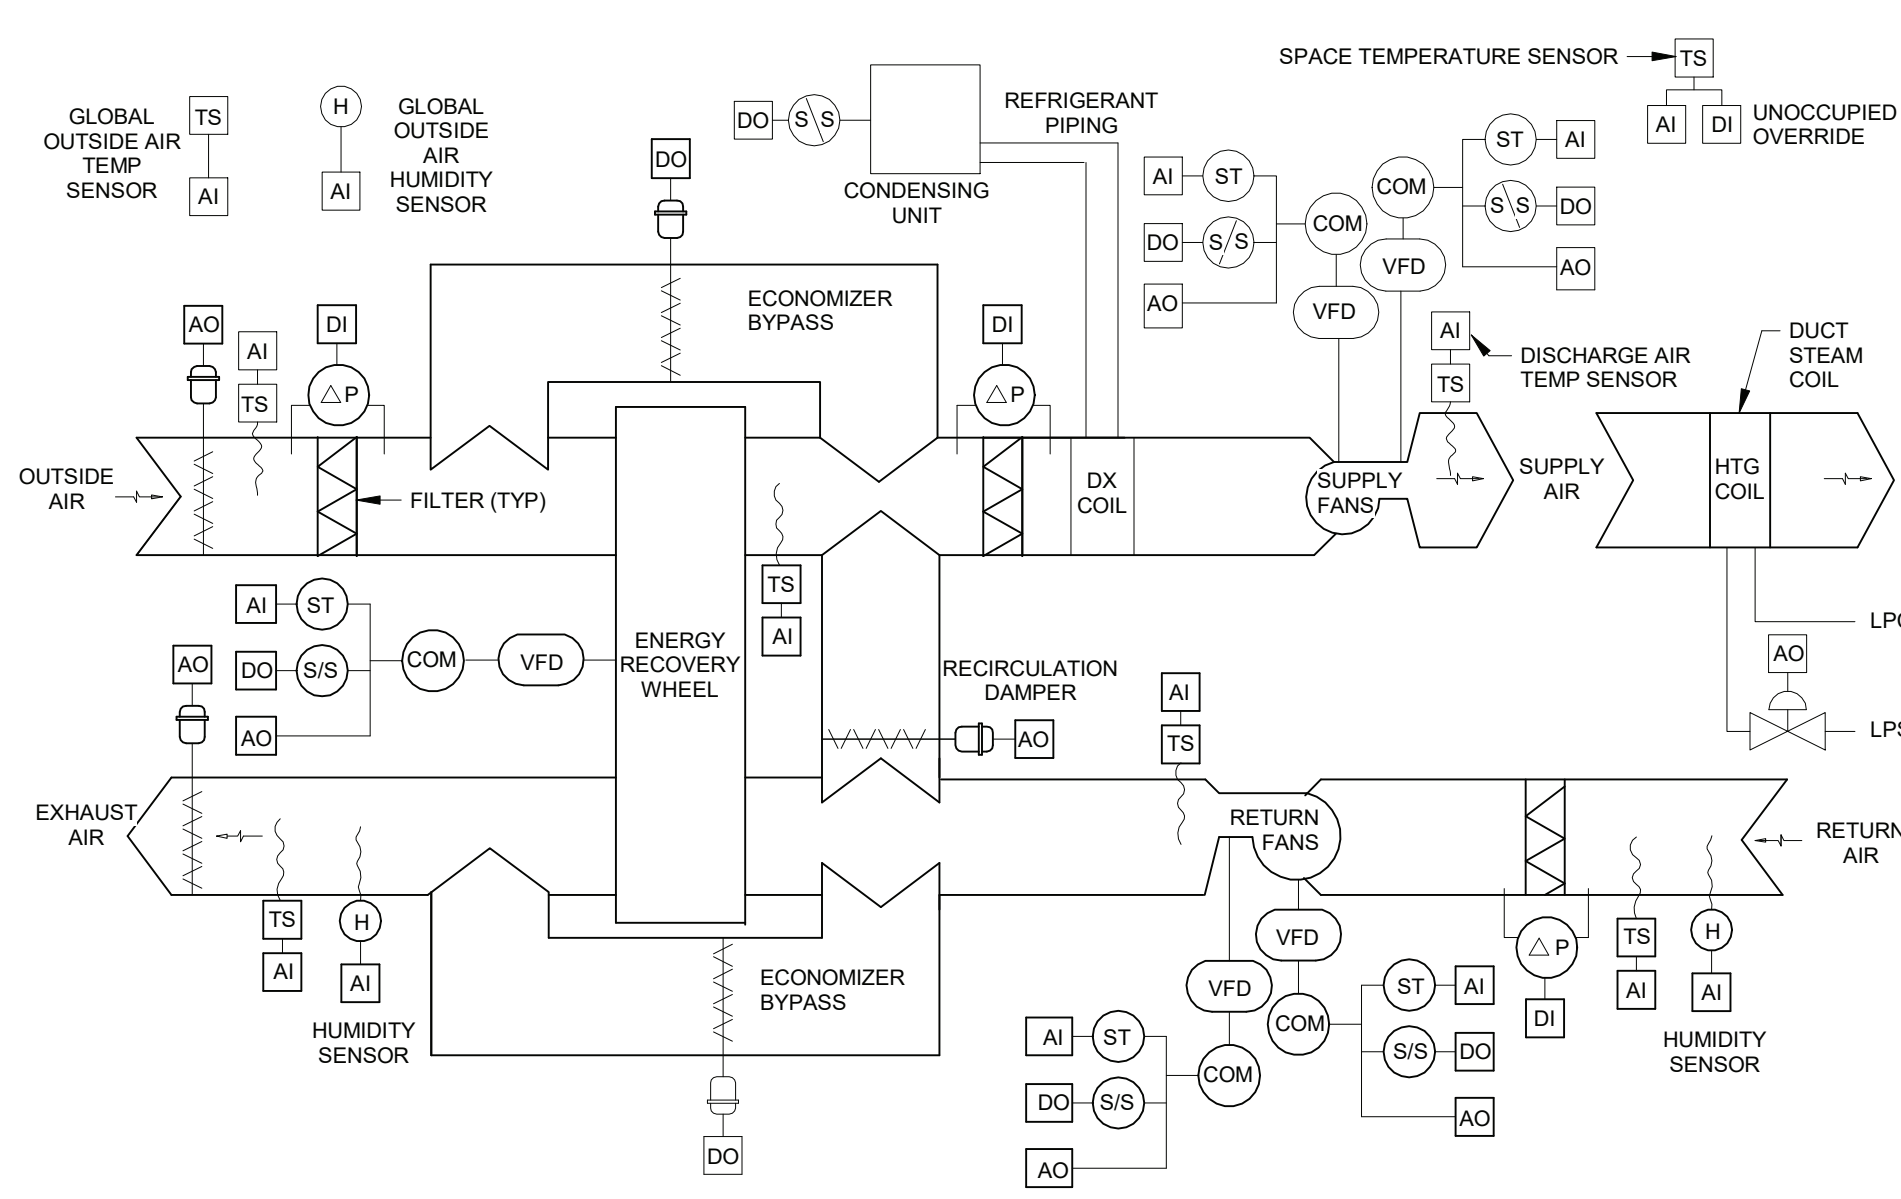 SPACE TEMPERATURE SENSOR
TS
AI
DI
UNOCCUPIED
OVERRIDE
GLOBAL
OUTSIDE AIR
TEMP
SENSOR
TS
AI
H
AI
GLOBAL
OUTSIDE
AIR
HUMIDITY
SENSOR
DO
DO
S\S
CONDENSING
UNIT
REFRIGERANT
PIPING
AI
ST
DO
S/S
AO
COM
VFD
COM
VFD
ST
AI
S\S
DO
AO
ECONOMIZER
BYPASS
AO
AI
TS
DI
△ P
DI
△ P
AI
TS
DISCHARGE AIR
TEMP SENSOR
DUCT
STEAM
COIL
OUTSIDE
AIR
FILTER (TYP)
DX
COIL
SUPPLY
FANS
SUPPLY
AIR
HTG
COIL
TS
AI
AI
ST
DO
S/S
AO
COM
VFD
ENERGY
RECOVERY
WHEEL
RECIRCULATION
DAMPER
AO
AO
AI
TS
AO
EXHAUST
AIR
RETURN
FANS
RETURN
AIR
TS
AI
H
AI
HUMIDITY
SENSOR
ECONOMIZER
BYPASS
DO
VFD
COM
AI
ST
DO
S/S
AO
VFD
COM
ST
AI
S/S
DO
AO
△ P
DI
TS
AI
H
AI
HUMIDITY
SENSOR